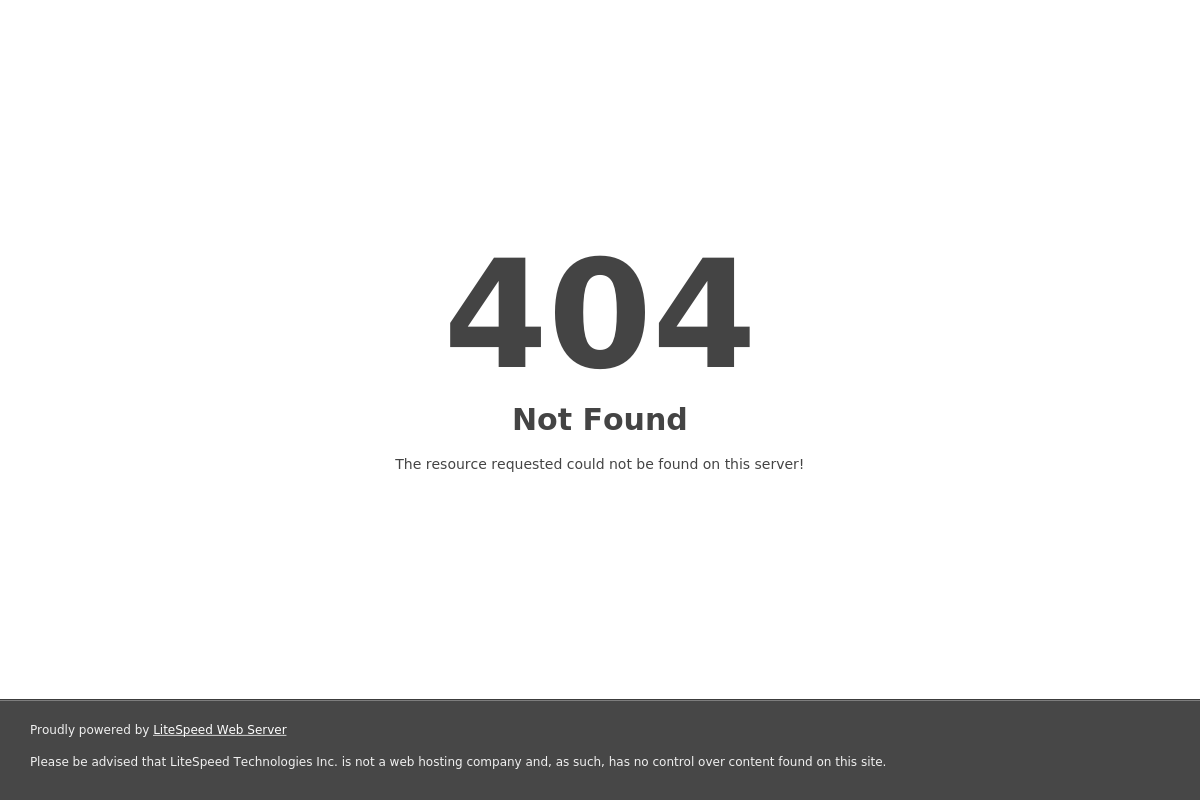 404
Not Found
The resource requested could not be found on this server!
Proudly powered by LiteSpeed Web Server
Please be advised that LiteSpeed Technologies Inc. is not a web hosting company and, as such, has no control over content found on this site.